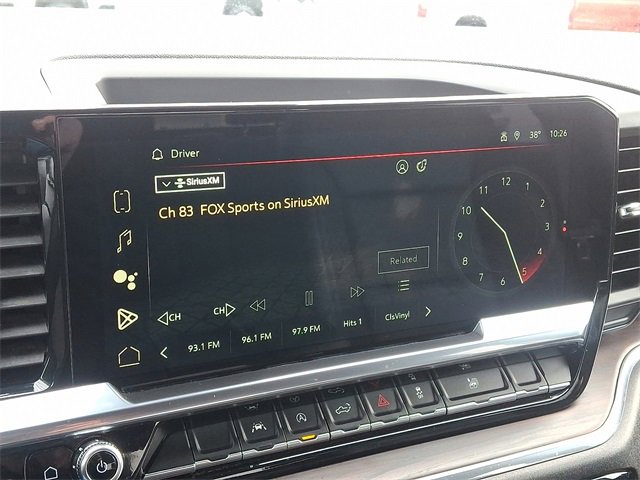 Driver
38° 10:26
SiriusXM
Ch 83 FOX Sports on SiriusXM
12
11 1
10 2
9 3
8 4
7 5
6
Related
CH CH
93.1 FM 96.1 FM 97.9 FM Hits 1 ClsVinyl